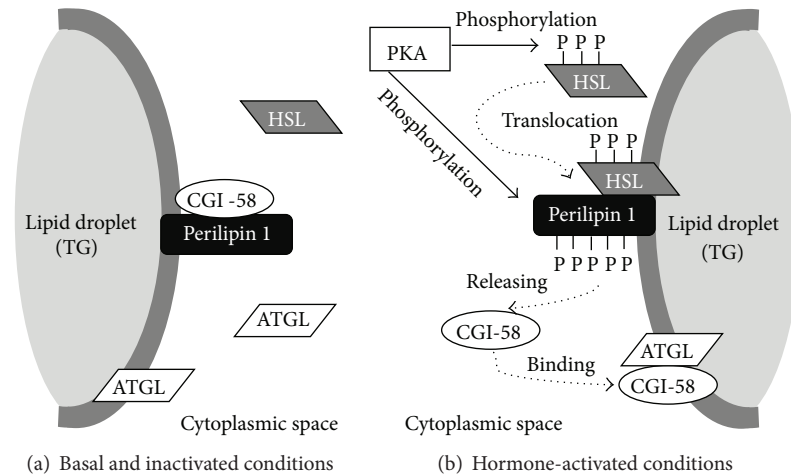 HSL
CGI -58
Perilipin 1
Lipid droplet
(TG)
ATGL
ATGL
Cytoplasmic space
(a) Basal and inactivated conditions
PKA
Phosphorylation
P P P
HSL
Phosphorylation
Translocation
P P P
HSL
Perilipin 1
P P P P P
Lipid droplet
(TG)
Releasing
CGI-58
Binding
ATGL
CGI-58
Cytoplasmic space
(b) Hormone-activated conditions